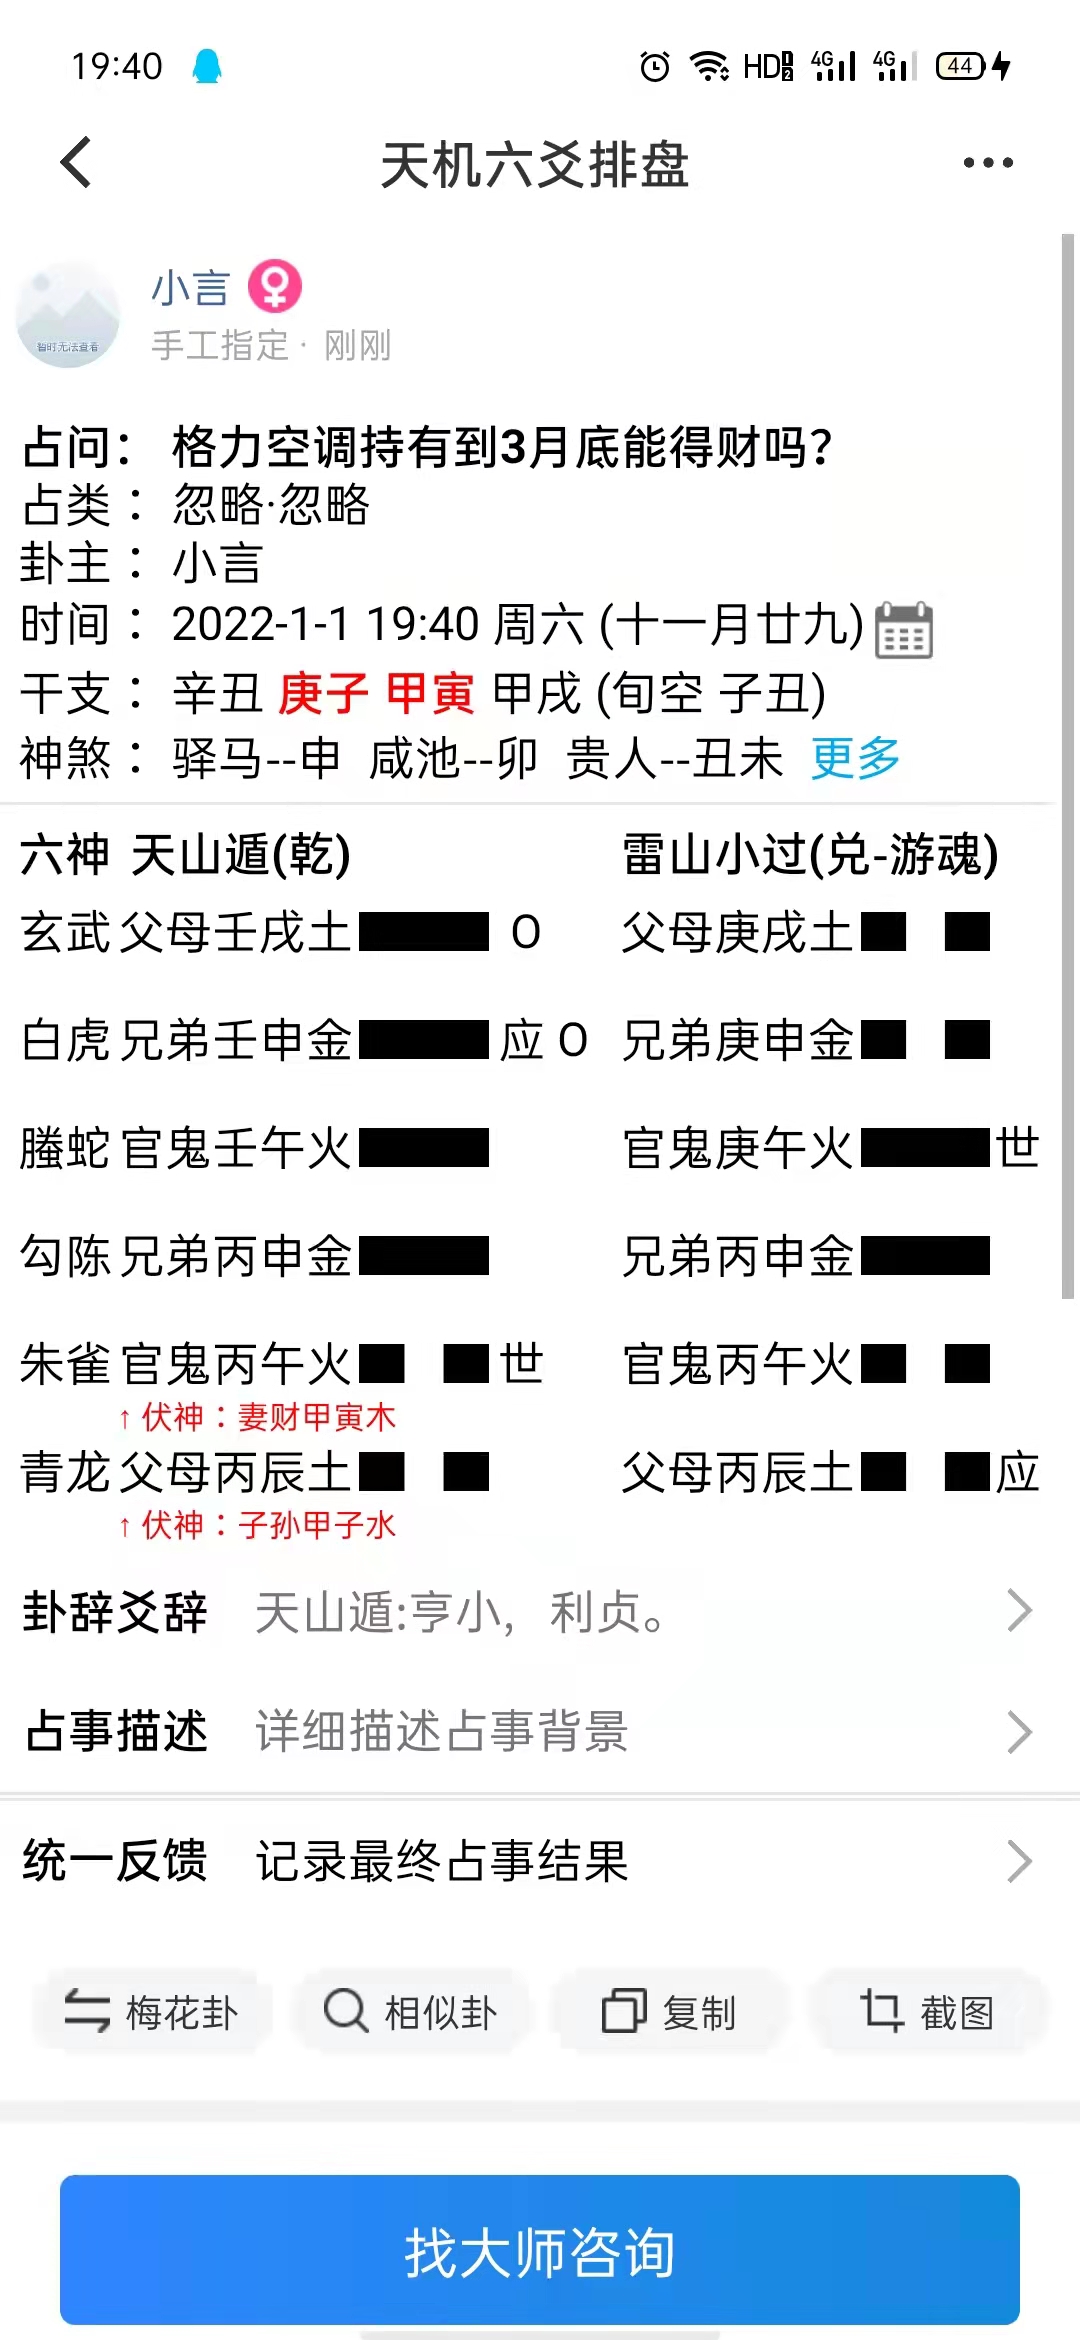 19:40 HD 4G 4G 44
天机六爻排盘
小言
暂时无法查看
手工指定 · 刚刚
占问： 格力空调持有到3月底能得财吗？
占类： 忽略·忽略
卦主： 小言
时间： 2022-1-1 19:40 周六 (十一月廿九)
干支： 辛丑 庚子 甲寅 甲戌 (旬空 子丑)
神煞： 驿马--申 咸池--卯 贵人--丑未 更多
六神 天山遁(乾) 雷山小过(兑-游魂)
玄武 父母壬戌土 O 父母庚戌土
白虎 兄弟壬申金 应 O 兄弟庚申金
螣蛇 官鬼壬午火 官鬼庚午火 世
勾陈 兄弟丙申金 兄弟丙申金
朱雀 官鬼丙午火 世 官鬼丙午火
↑ 伏神：妻财甲寅木
青龙 父母丙辰土 父母丙辰土 应
↑ 伏神：子孙甲子水
卦辞爻辞 天山遁:亨小，利贞。
占事描述 详细描述占事背景
统一反馈 记录最终占事结果
梅花卦 相似卦 复制 截图
找大师咨询